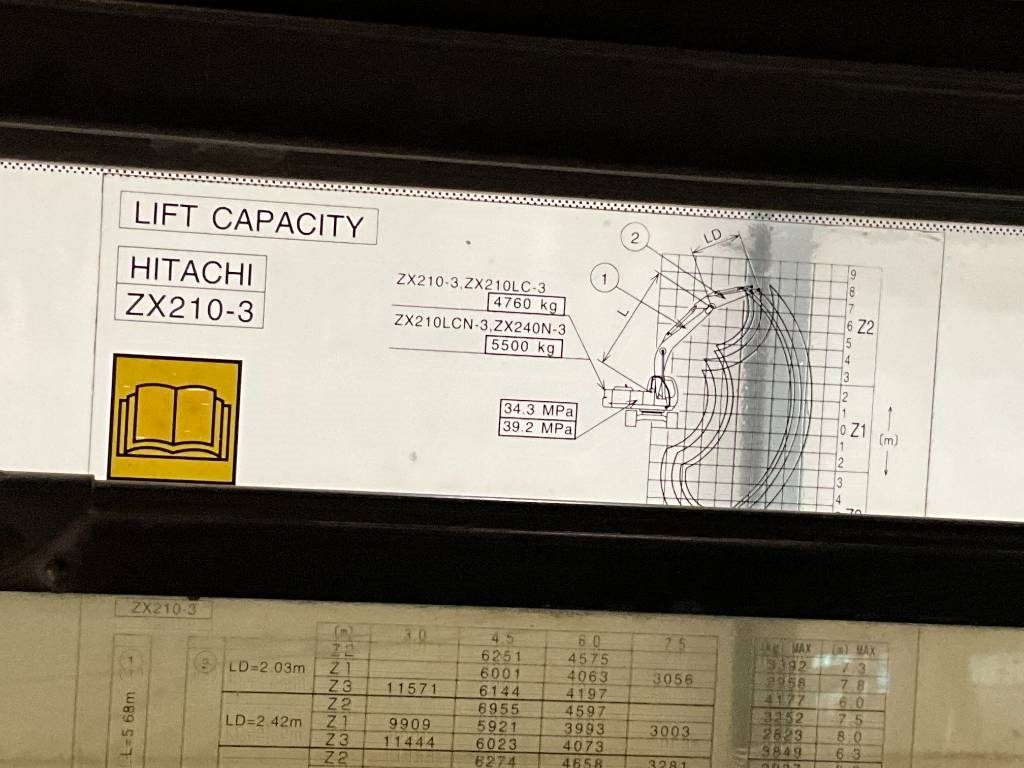 LIFT CAPACITY
HITACHI
ZX210-3
ZX210-3,ZX210LC-3
4760 kg
ZX210LCN-3,ZX240N-3
5500 kg
34.3 MPa
39.2 MPa
2
LD
1
L
9
8
7
6 Z2
5
4
3
2
1
0 Z1
1
2
3
4
(m)
ZX210-3
(m) 3.0 4.5 6.0 7.5 (kg) MAX (m) MAX
1
L=5.68m
2
LD=2.03m
Z2 6251 4575 3392 7.3
Z1 6001 4063 3056 2958 7.8
Z3 11571 6144 4197 4177 6.0
LD=2.42m
Z2 6955 4597 3252 7.5
Z1 9909 5921 3993 3003 2823 8.0
Z3 11444 6023 4073 3849 6.3
Z2 6274 4658 3281